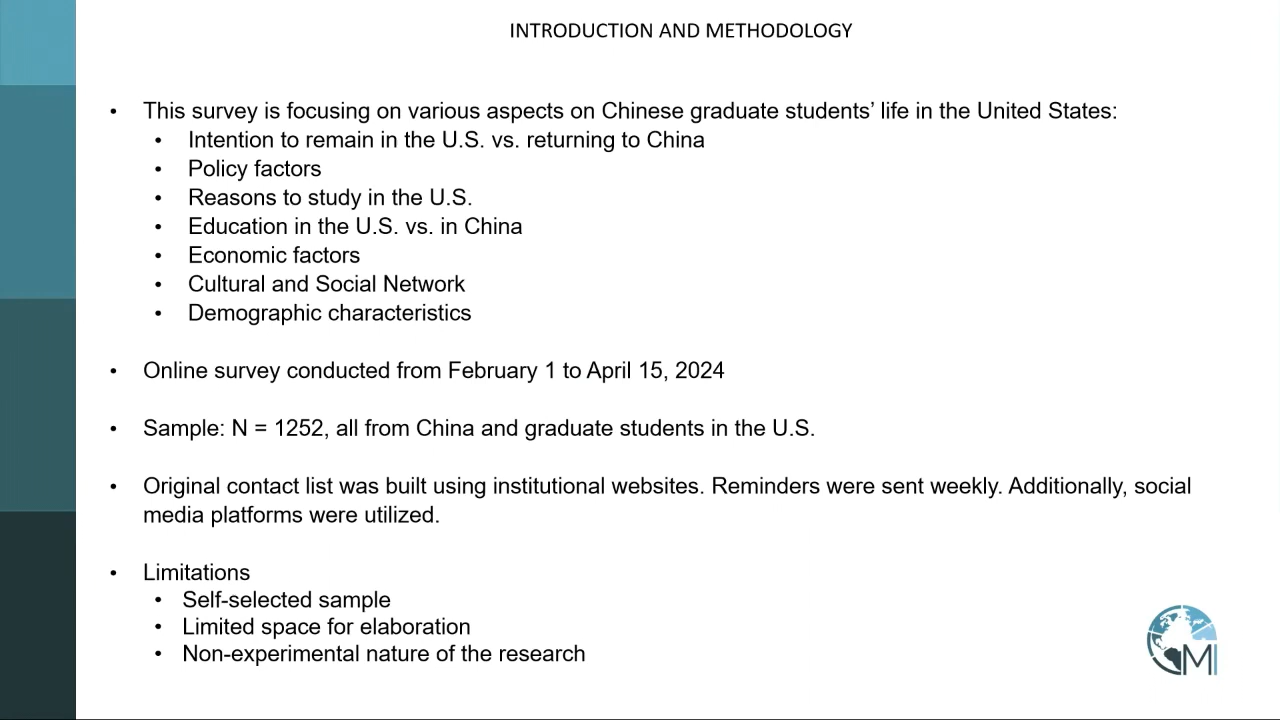 INTRODUCTION AND METHODOLOGY
• This survey is focusing on various aspects on Chinese graduate students’ life in the United States:
• Intention to remain in the U.S. vs. returning to China
• Policy factors
• Reasons to study in the U.S.
• Education in the U.S. vs. in China
• Economic factors
• Cultural and Social Network
• Demographic characteristics
• Online survey conducted from February 1 to April 15, 2024
• Sample: N = 1252, all from China and graduate students in the U.S.
• Original contact list was built using institutional websites. Reminders were sent weekly. Additionally, social
media platforms were utilized.
• Limitations
• Self-selected sample
• Limited space for elaboration
• Non-experimental nature of the research
MI